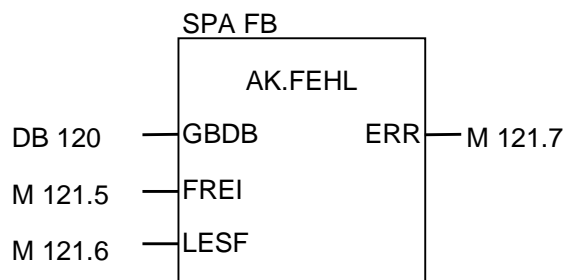 SPA FB
AK.FEHL
DB 120 GBDB ERR M 121.7
M 121.5 FREI
M 121.6 LESF